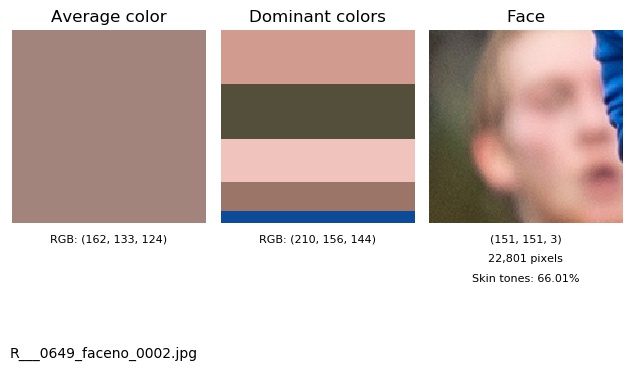 Average color
Dominant colors
Face
RGB: (162, 133, 124)
RGB: (210, 156, 144)
(151, 151, 3)
22,801 pixels
Skin tones: 66.01%
R___0649_faceno_0002.jpg